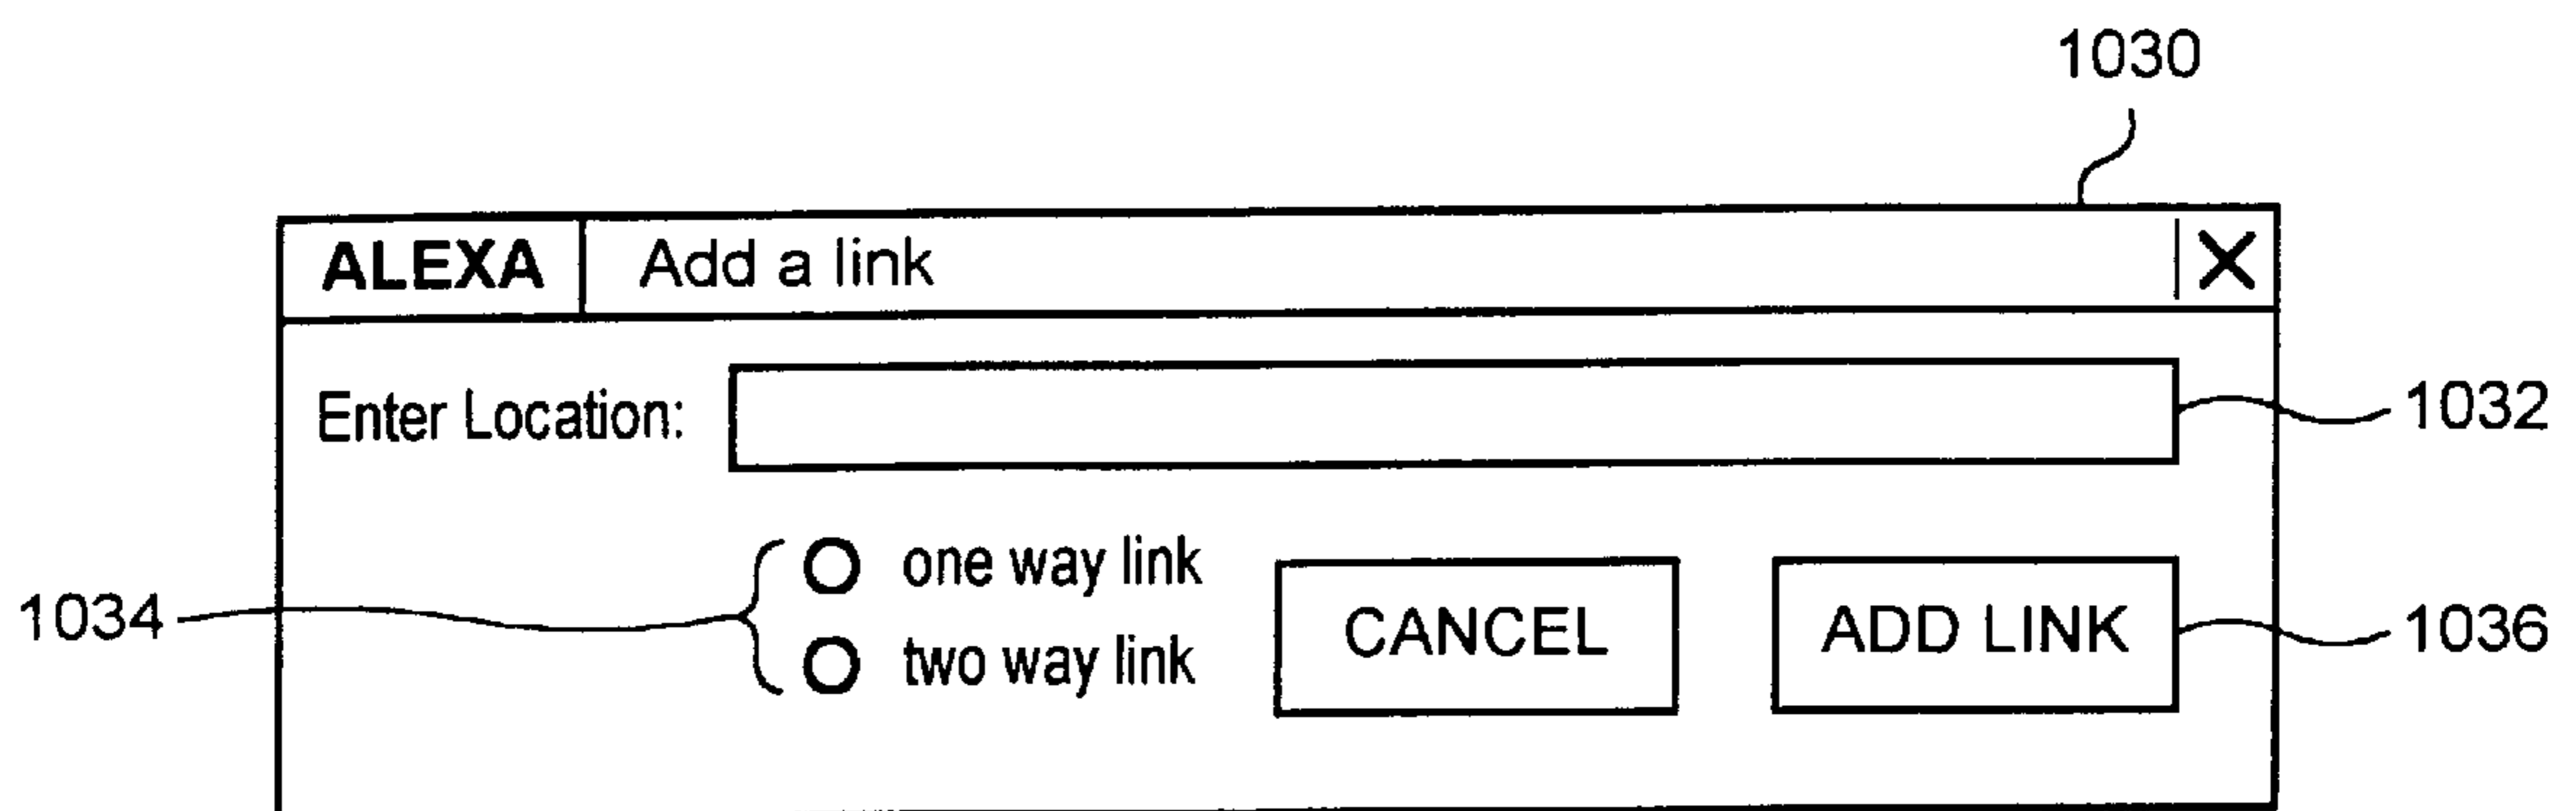 1030
ALEXA Add a link X
Enter Location: 1032
one way link
1034 CANCEL ADD LINK 1036
two way link